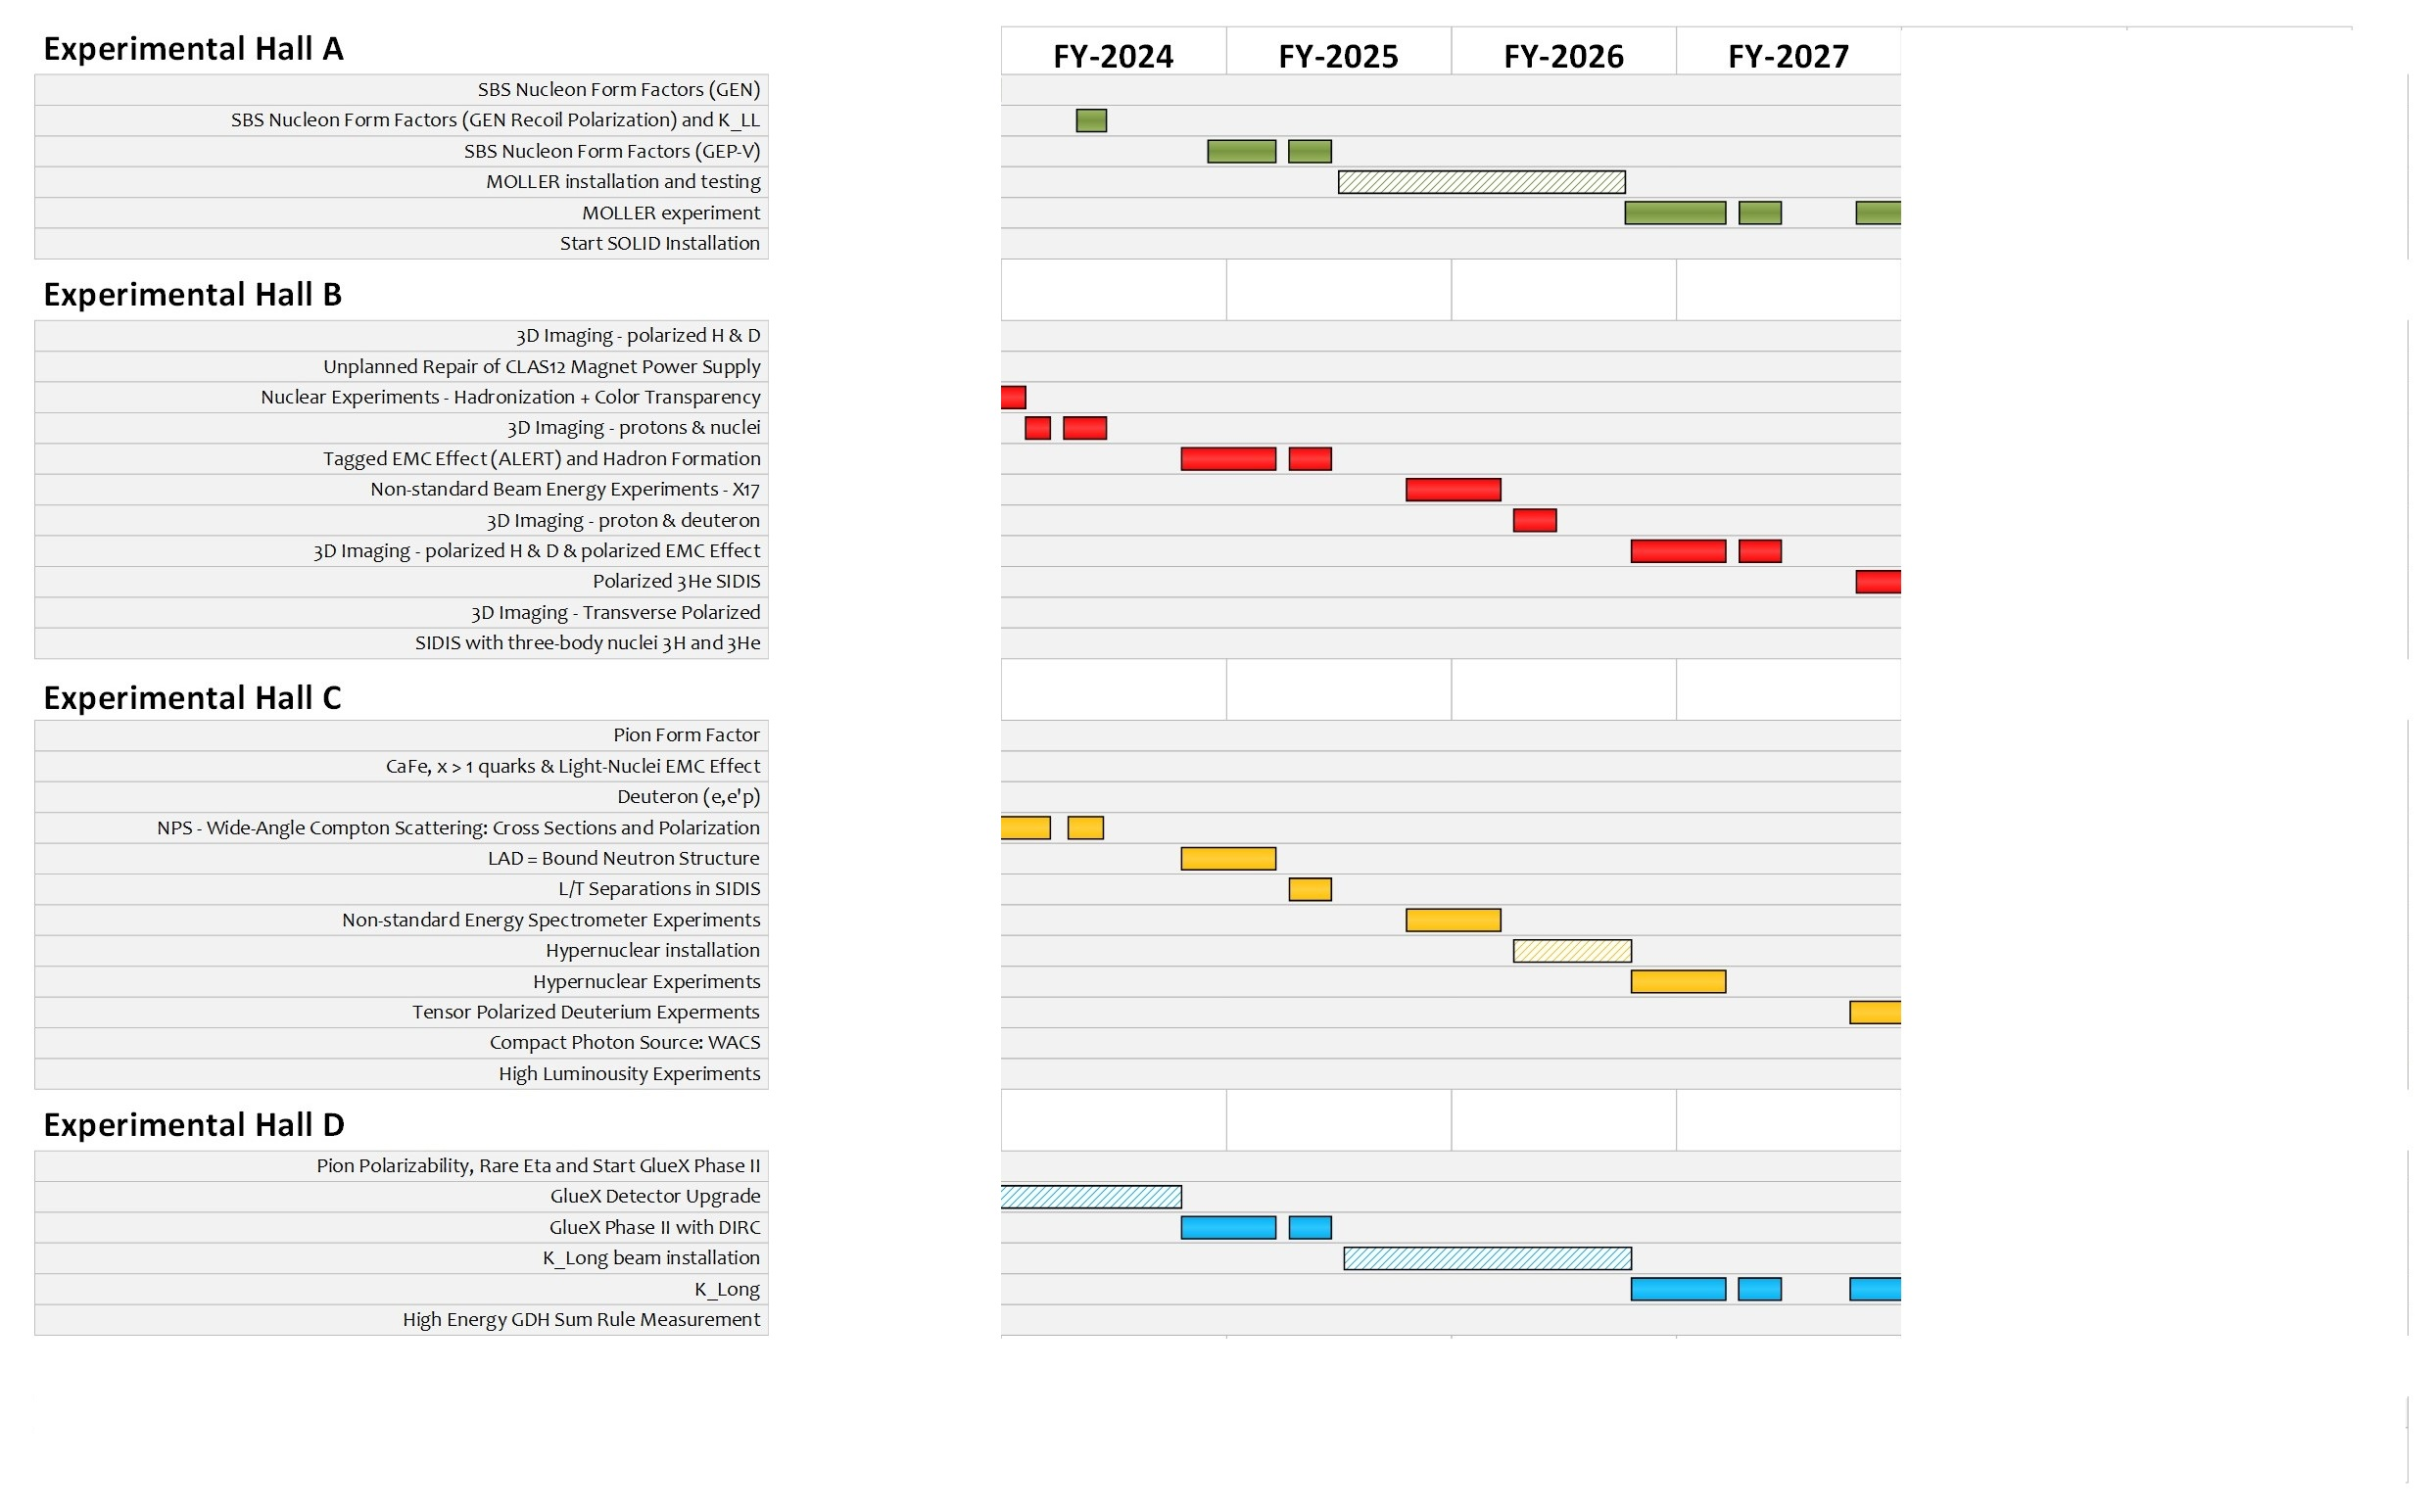 Experimental Hall A
FY-2024 FY-2025 FY-2026 FY-2027
SBS Nucleon Form Factors (GEN)
SBS Nucleon Form Factors (GEN Recoil Polarization) and K_LL
SBS Nucleon Form Factors (GEP-V)
MOLLER installation and testing
MOLLER experiment
Start SOLID Installation
Experimental Hall B
3D Imaging - polarized H & D
Unplanned Repair of CLAS12 Magnet Power Supply
Nuclear Experiments - Hadronization + Color Transparency
3D Imaging - protons & nuclei
Tagged EMC Effect (ALERT) and Hadron Formation
Non-standard Beam Energy Experiments - X17
3D Imaging - proton & deuteron
3D Imaging - polarized H & D & polarized EMC Effect
Polarized 3He SIDIS
3D Imaging - Transverse Polarized
SIDIS with three-body nuclei 3H and 3He
Experimental Hall C
Pion Form Factor
CaFe, x > 1 quarks & Light-Nuclei EMC Effect
Deuteron (e,e'p)
NPS - Wide-Angle Compton Scattering: Cross Sections and Polarization
LAD = Bound Neutron Structure
L/T Separations in SIDIS
Non-standard Energy Spectrometer Experiments
Hypernuclear installation
Hypernuclear Experiments
Tensor Polarized Deuterium Experments
Compact Photon Source: WACS
High Luminousity Experiments
Experimental Hall D
Pion Polarizability, Rare Eta and Start GlueX Phase II
GlueX Detector Upgrade
GlueX Phase II with DIRC
K_Long beam installation
K_Long
High Energy GDH Sum Rule Measurement